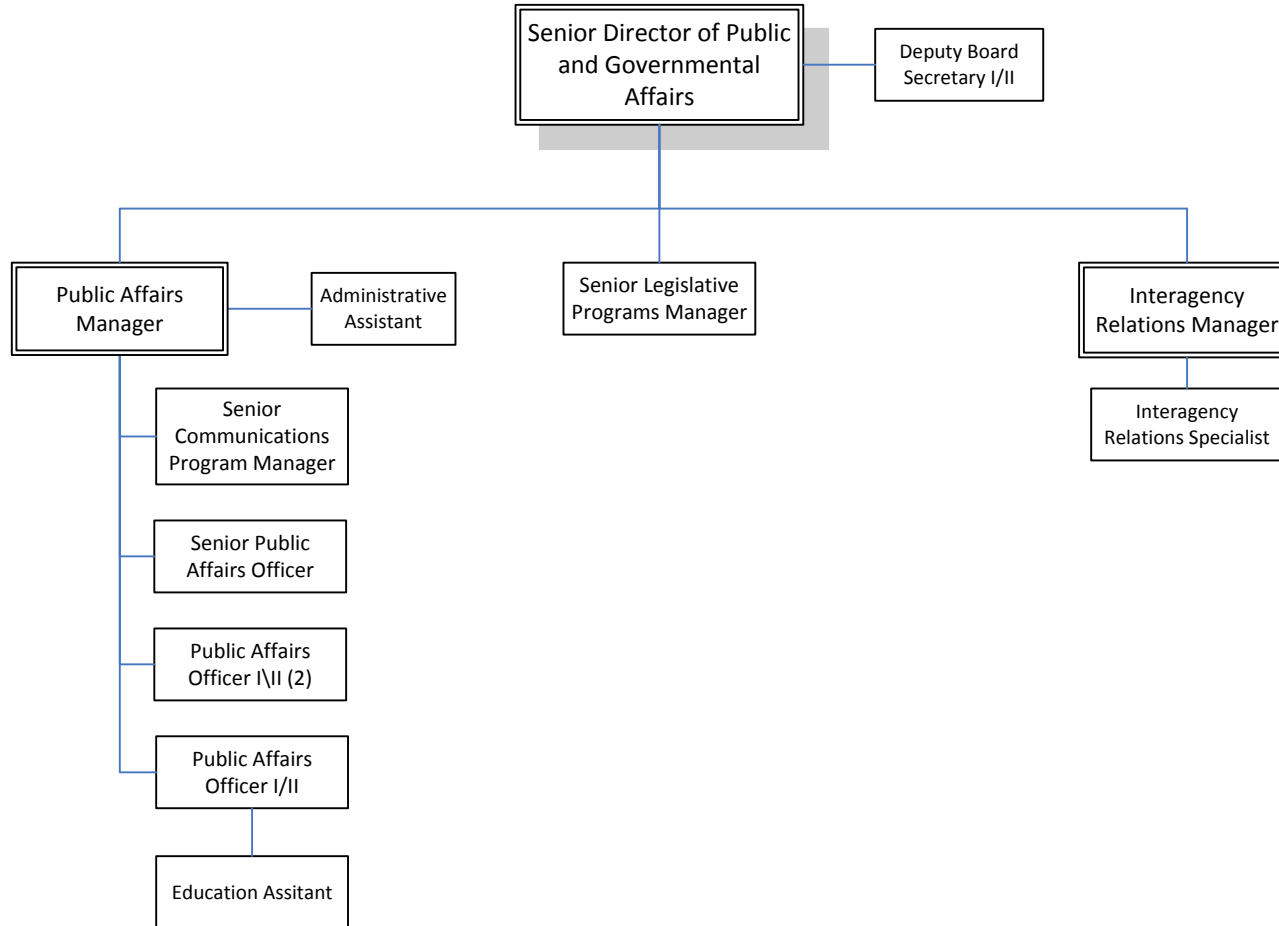 Senior Director of Public
and Governmental
Affairs
Deputy Board
Secretary I/II
Public Affairs
Manager
Administrative
Assistant
Senior Legislative
Programs Manager
Interagency
Relations Manager
Senior
Communications
Program Manager
Interagency
Relations Specialist
Senior Public
Affairs Officer
Public Affairs
Officer I\II (2)
Public Affairs
Officer I/II
Education Assitant